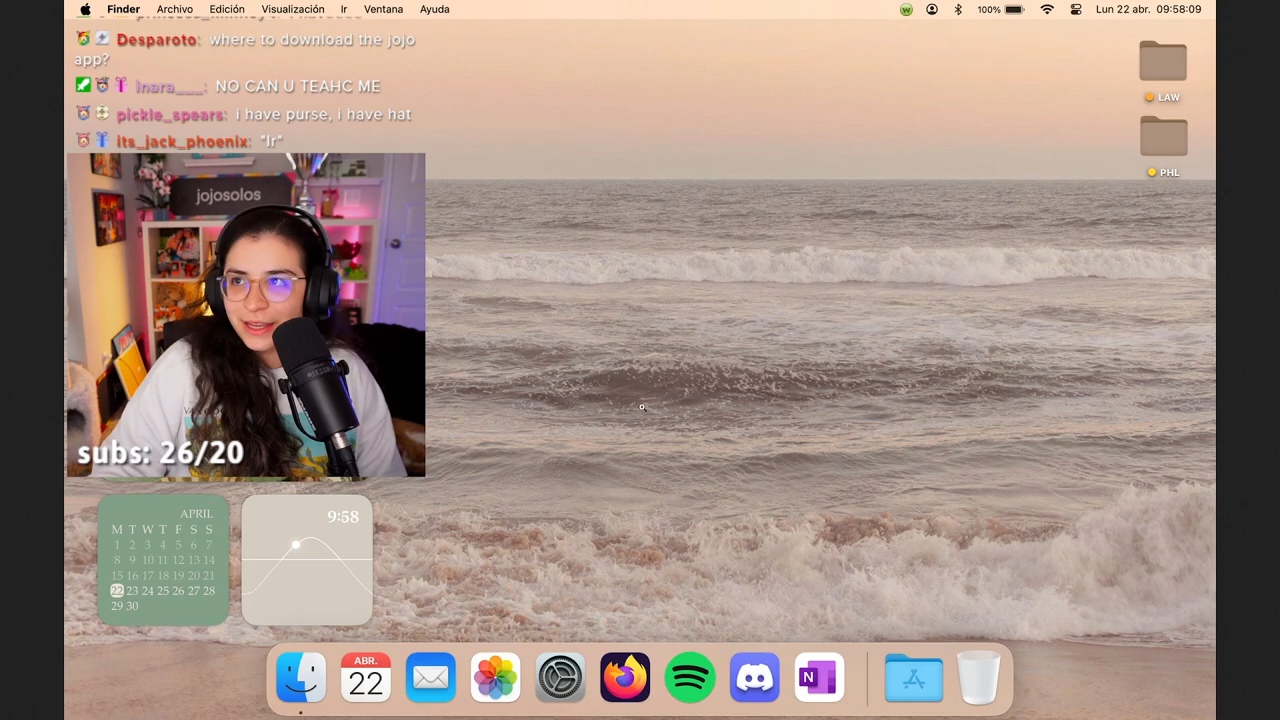 Finder Archivo Edición Visualización Ir Ventana Ayuda
100% Lun 22 abr. 09:58:09
Desparoto: where to download the jojo
app?
inara___: NO CAN U TEAHC ME
pickle_spears: i have purse, i have hat
its_jack_phoenix: "Ir"
jojosolos
subs: 26/20
LAW
PHL
APRIL
M T W T F S S
1 2 3 4 5 6 7
8 9 10 11 12 13 14
15 16 17 18 19 20 21
22 23 24 25 26 27 28
29 30
9:58
ABR.
22
N